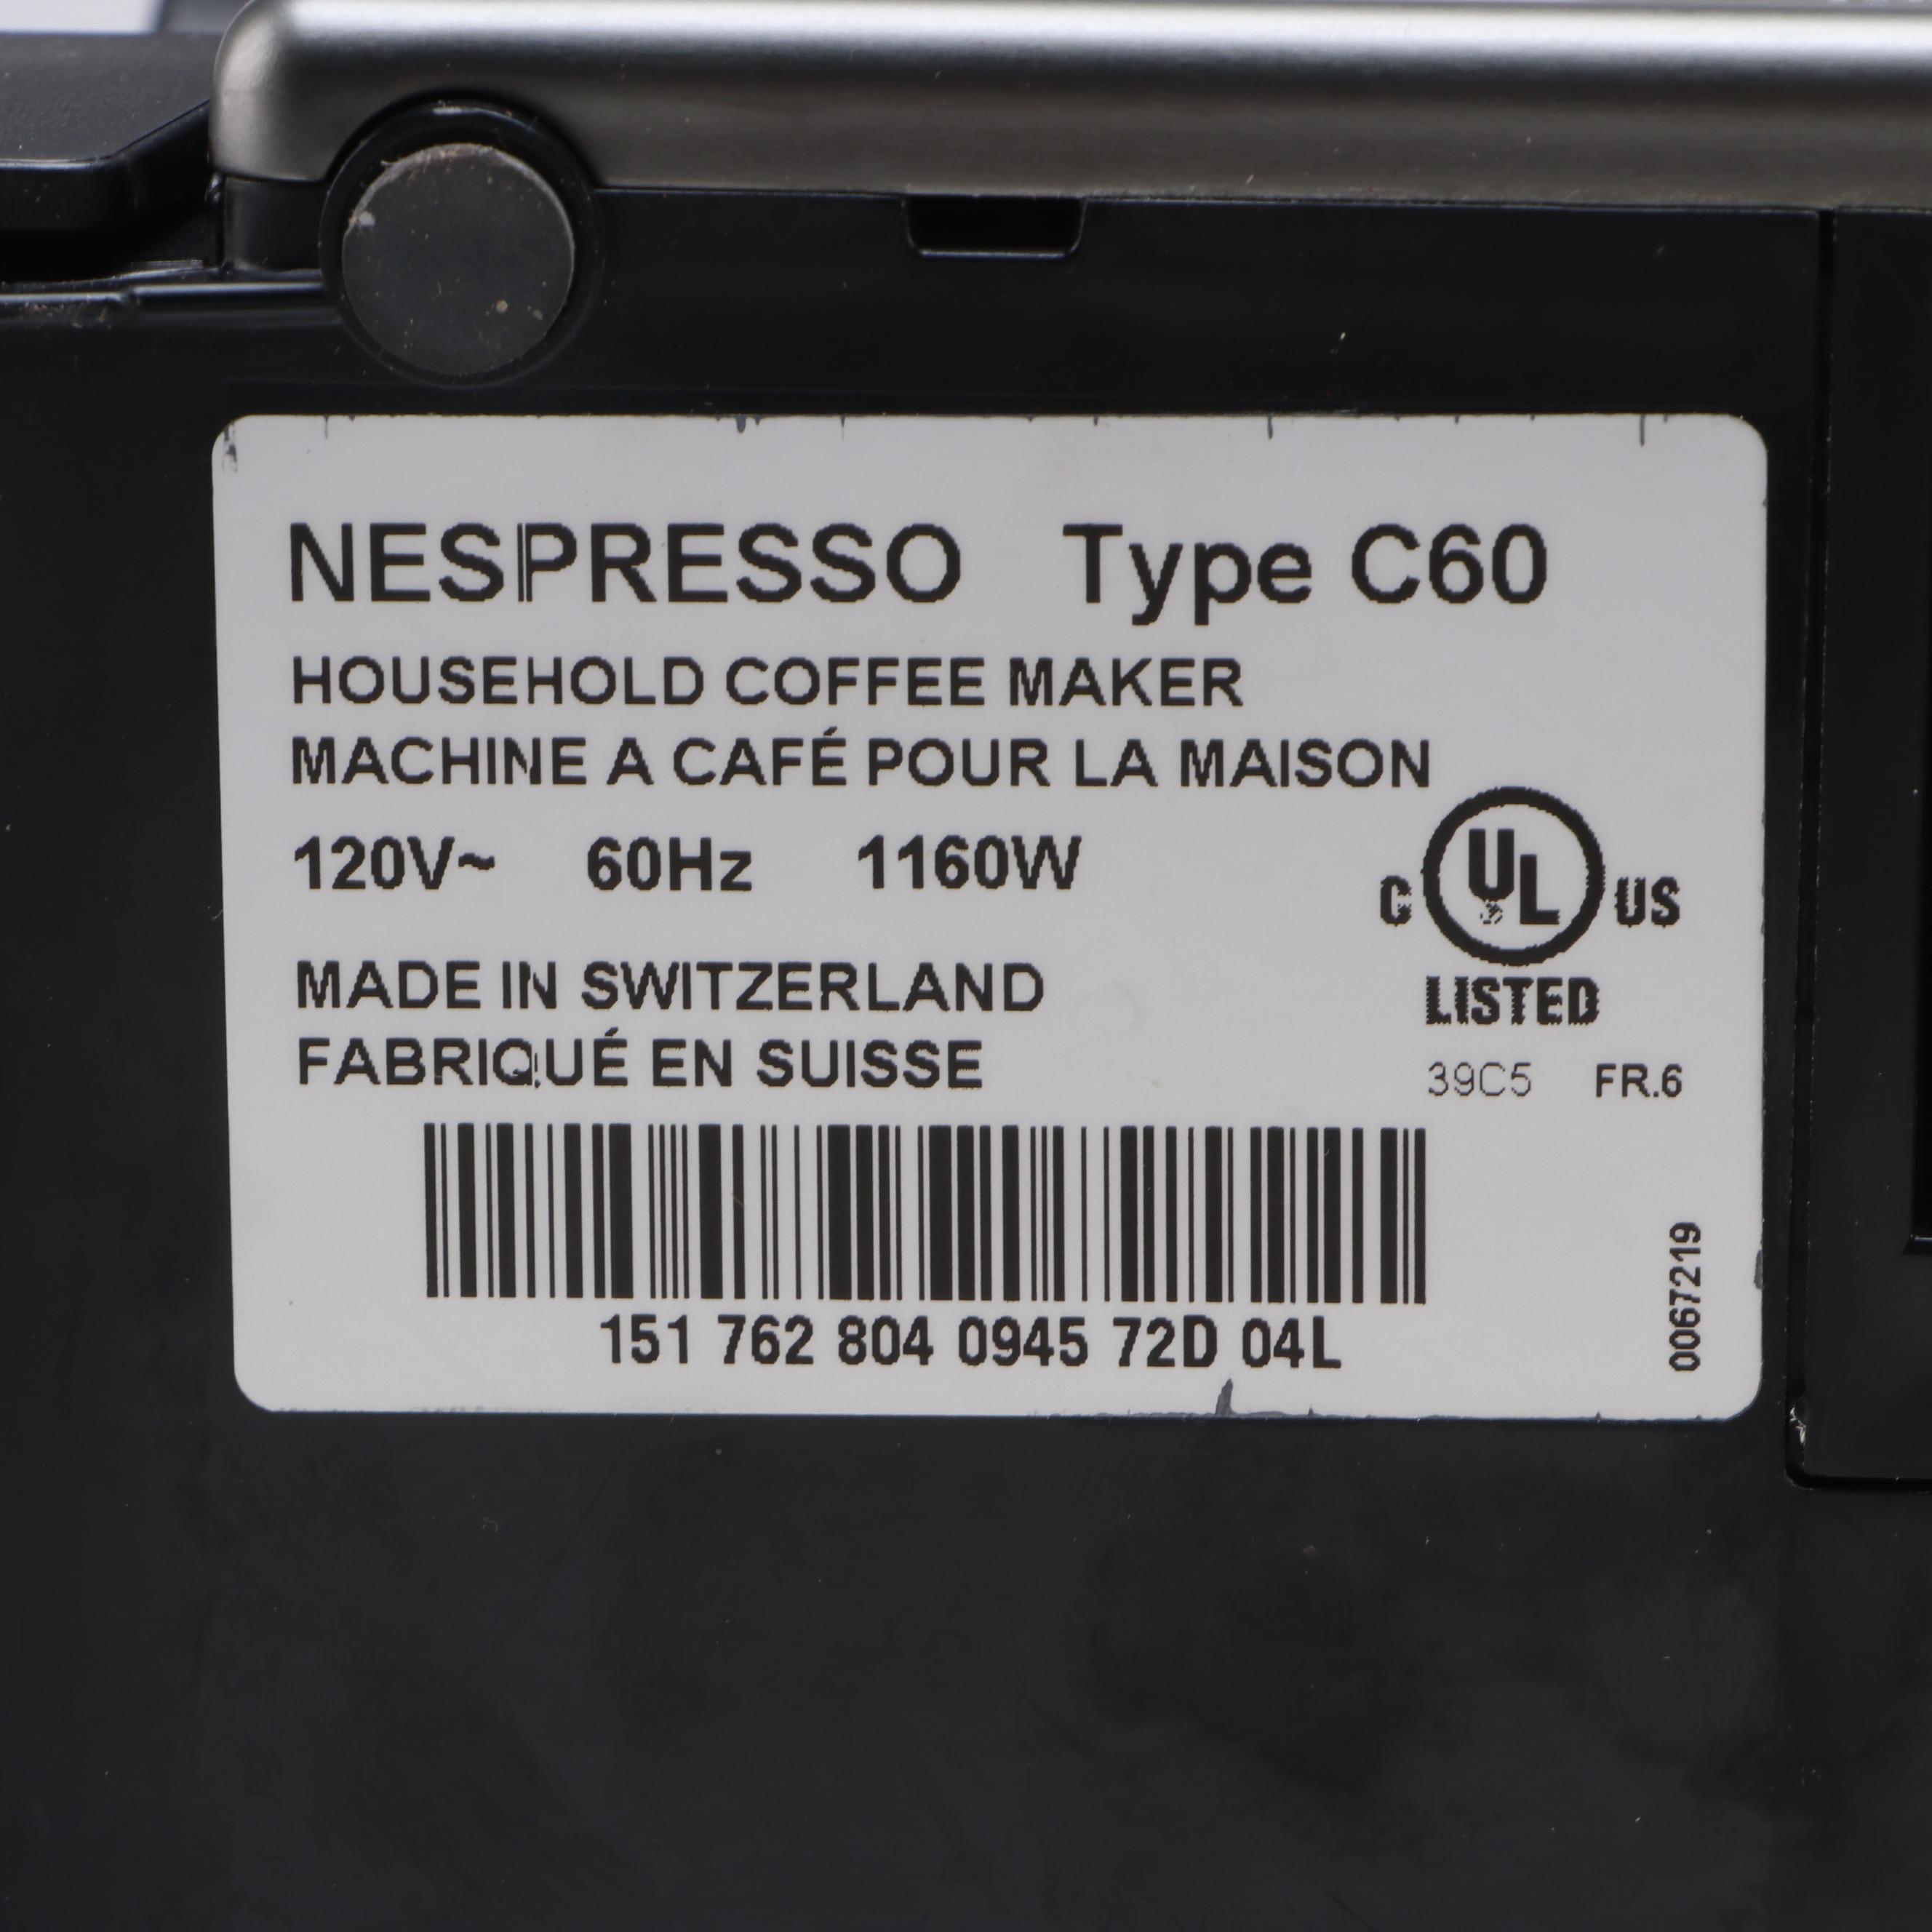 NESPRESSO Type C60
HOUSEHOLD COFFEE MAKER
MACHINE A CAFÉ POUR LA MAISON
120V~ 60Hz 1160W
C UL US
LISTED
MADE IN SWITZERLAND
FABRIQUÉ EN SUISSE
39C5 FR.6
151 762 804 0945 72D 04L
0067219